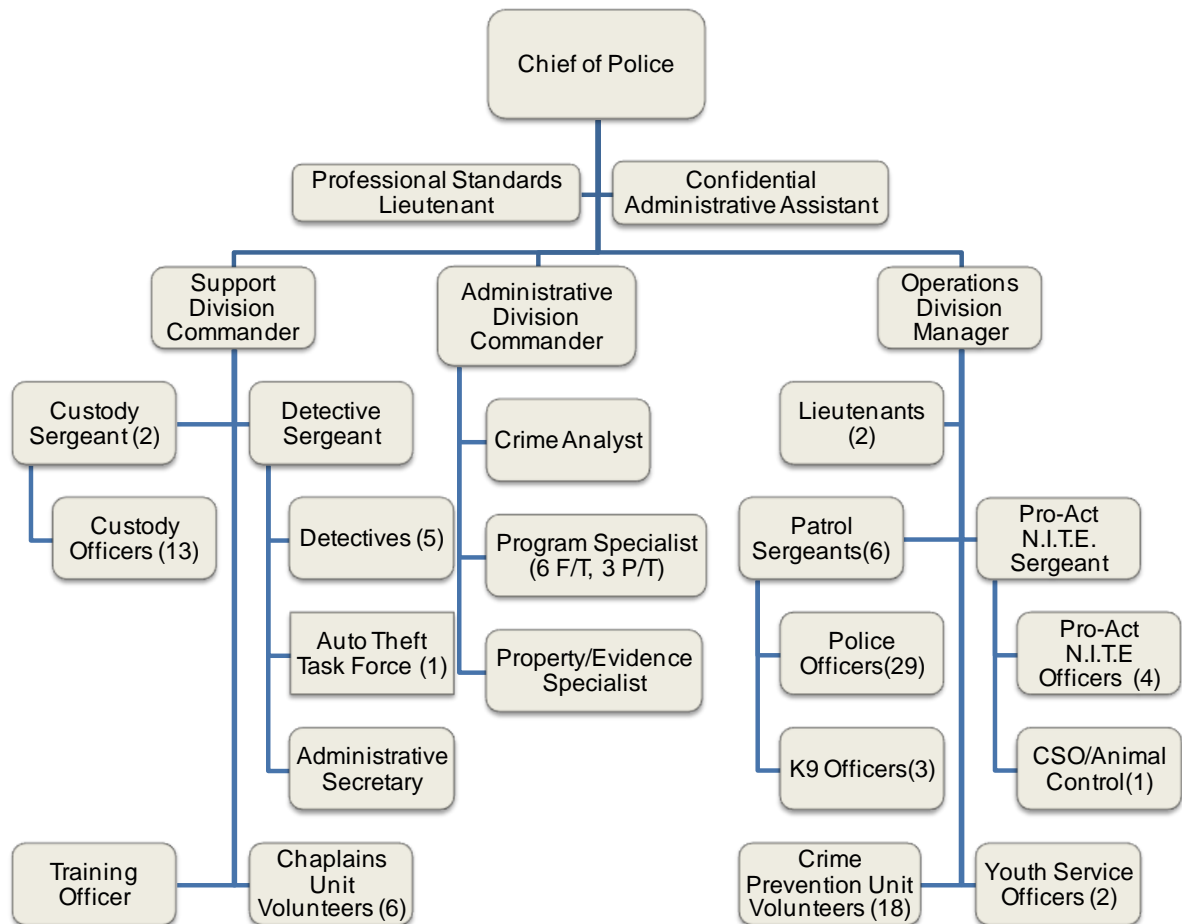 Chief of Police
Professional Standards
Lieutenant
Confidential
Administrative Assistant
Support
Division
Commander
Administrative
Division
Commander
Operations
Division
Manager
Custody
Sergeant (2)
Detective
Sergeant
Custody
Officers (13)
Detectives (5)
Auto Theft
Task Force (1)
Administrative
Secretary
Training
Officer
Chaplains
Unit
Volunteers (6)
Crime Analyst
Program Specialist
(6 F/T, 3 P/T)
Property/Evidence
Specialist
Lieutenants
(2)
Patrol
Sergeants(6)
Pro-Act
N.I.T.E.
Sergeant
Police
Officers(29)
K9 Officers(3)
Pro-Act
N.I.T.E
Officers (4)
CSO/Animal
Control(1)
Crime
Prevention Unit
Volunteers (18)
Youth Service
Officers (2)